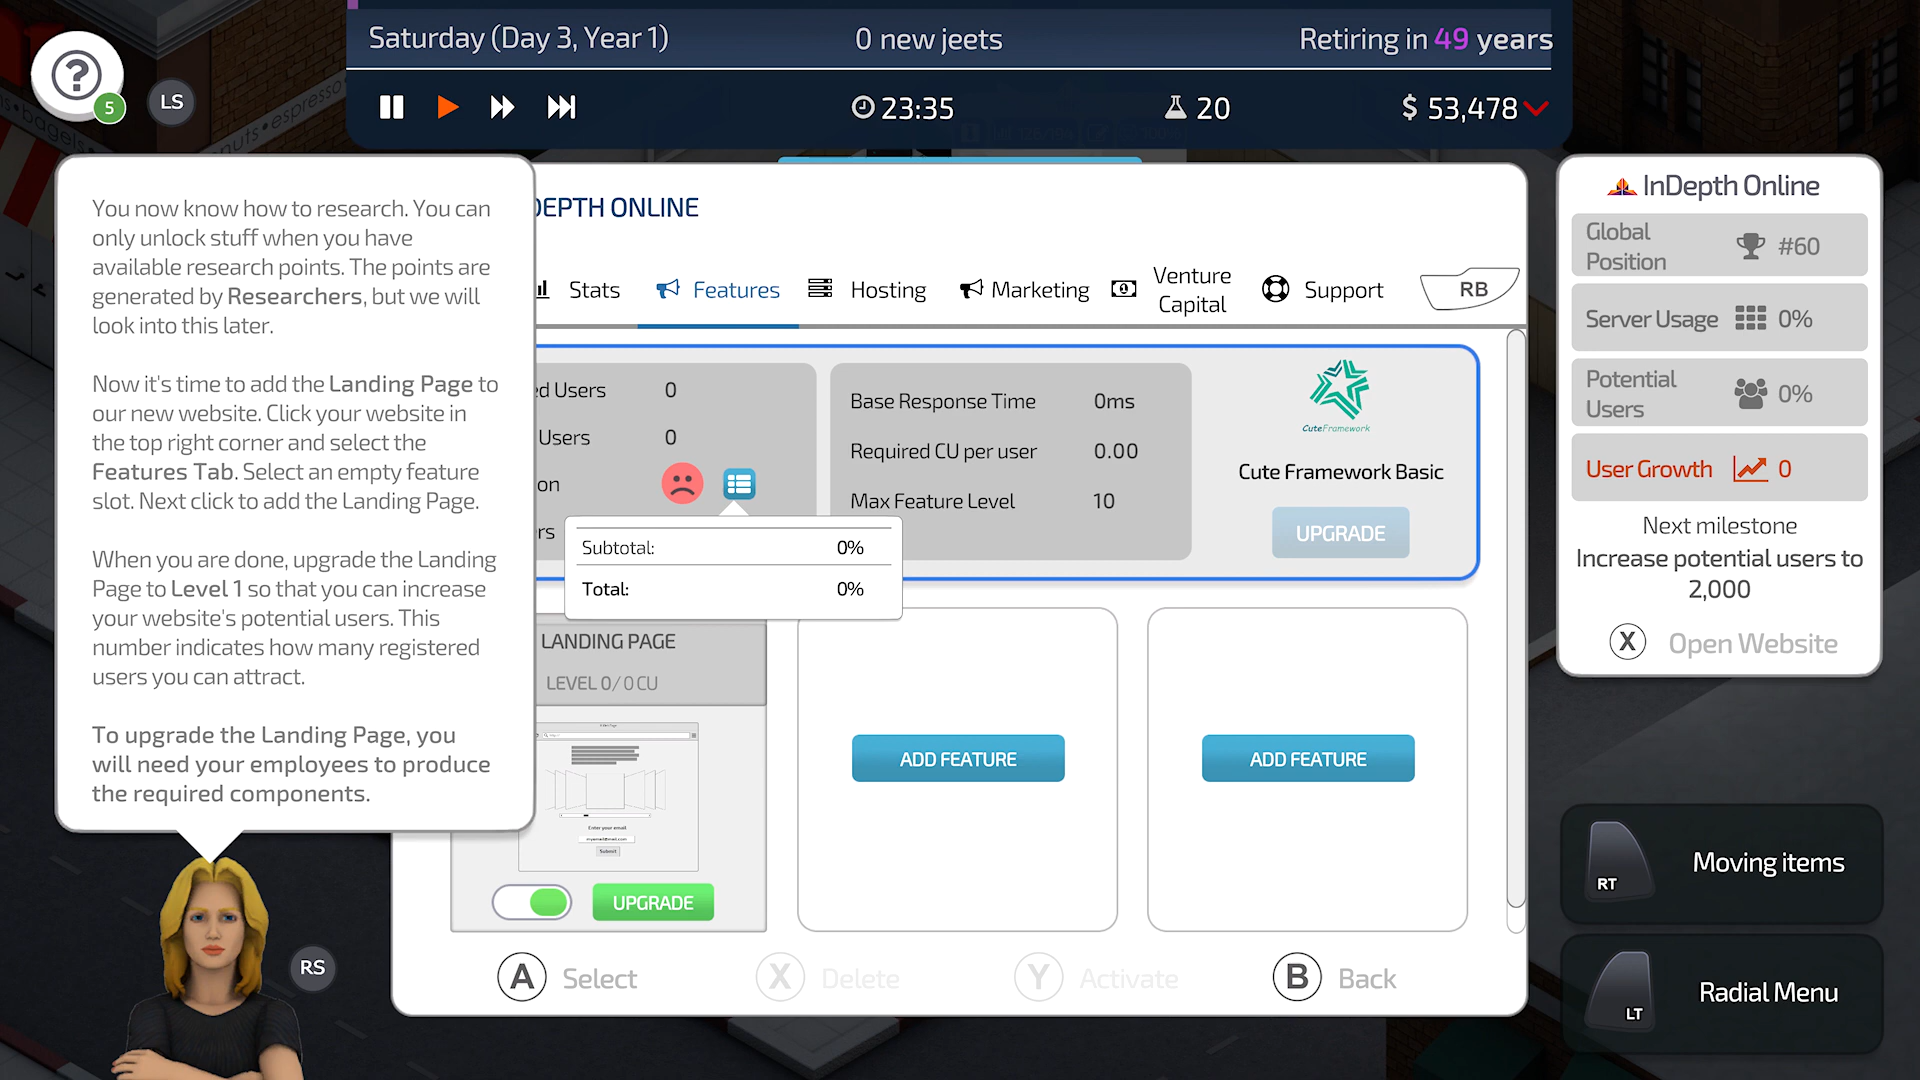 Saturday (Day 3, Year 1)
0 new jeets
Retiring in 49 years
5
LS
23:35
20
$ 53,478
You now know how to research. You can
only unlock stuff when you have
available research points. The points are
generated by Researchers, but we will
look into this later.
Now it's time to add the Landing Page to
our new website. Click your website in
the top right corner and select the
Features Tab. Select an empty feature
slot. Next click to add the Landing Page.
When you are done, upgrade the Landing
Page to Level 1 so that you can increase
your website's potential users. This
number indicates how many registered
users you can attract.
To upgrade the Landing Page, you
will need your employees to produce
the required components.
RS
DEPTH ONLINE
Stats
Features
Hosting
Marketing
Venture
Capital
Support
RB
ed Users 0
Users 0
on
rs
Subtotal: 0%
Total: 0%
Base Response Time 0ms
Required CU per user 0.00
Max Feature Level 10
CuteFramework
Cute Framework Basic
UPGRADE
LANDING PAGE
LEVEL 0/ 0 CU
Enter your email
Submit
UPGRADE
ADD FEATURE
ADD FEATURE
A Select
X Delete
Y Activate
B Back
InDepth Online
Global
Position
#60
Server Usage 0%
Potential
Users
0%
User Growth 0
Next milestone
Increase potential users to
2,000
X Open Website
RT
Moving items
LT
Radial Menu